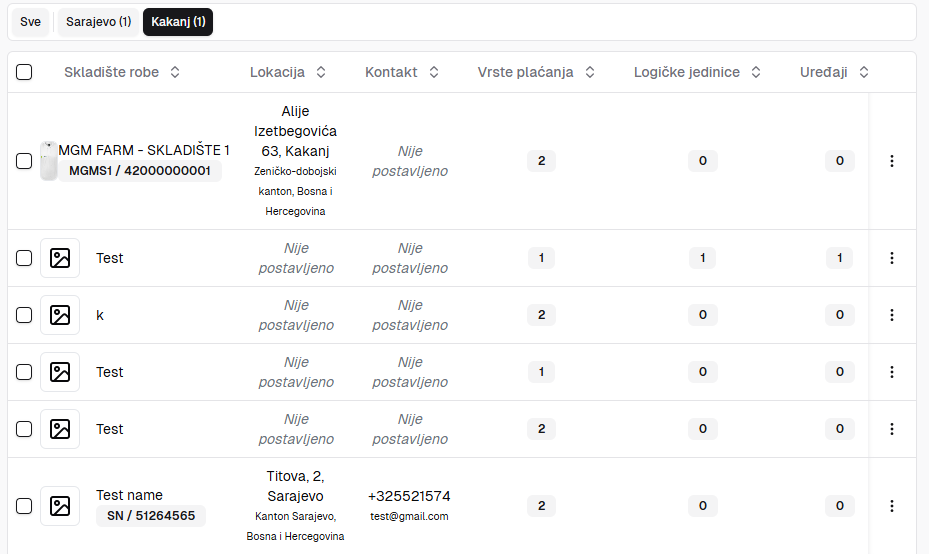 Sve
Sarajevo (1)
Kakanj (1)
Skladište robe
Lokacija
Kontakt
Vrste plaćanja
Logičke jedinice
Uređaji
MGM FARM - SKLADIŠTE 1
MGMS1 / 42000000001
Alije
Izetbegovića
63, Kakanj
Zeničko-dobojski
kanton, Bosna i
Hercegovina
Nije
postavljeno
2
0
0
Test
Nije
postavljeno
Nije
postavljeno
1
1
1
k
Nije
postavljeno
Nije
postavljeno
2
0
0
Test
Nije
postavljeno
Nije
postavljeno
1
0
0
Test
Nije
postavljeno
Nije
postavljeno
2
0
0
Test name
SN / 51264565
Titova, 2,
Sarajevo
Kanton Sarajevo,
Bosna i Hercegovina
+325521574
test@gmail.com
2
0
0